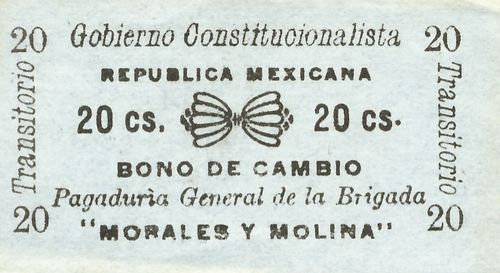 20 Gobierno Constitucionalista 20
REPUBLICA MEXICANA
Transitorio
20 cs. 20 cs.
Transitorio
BONO DE CAMBIO
Pagaduría General de la Brigada
20 "MORALES Y MOLINA" 20